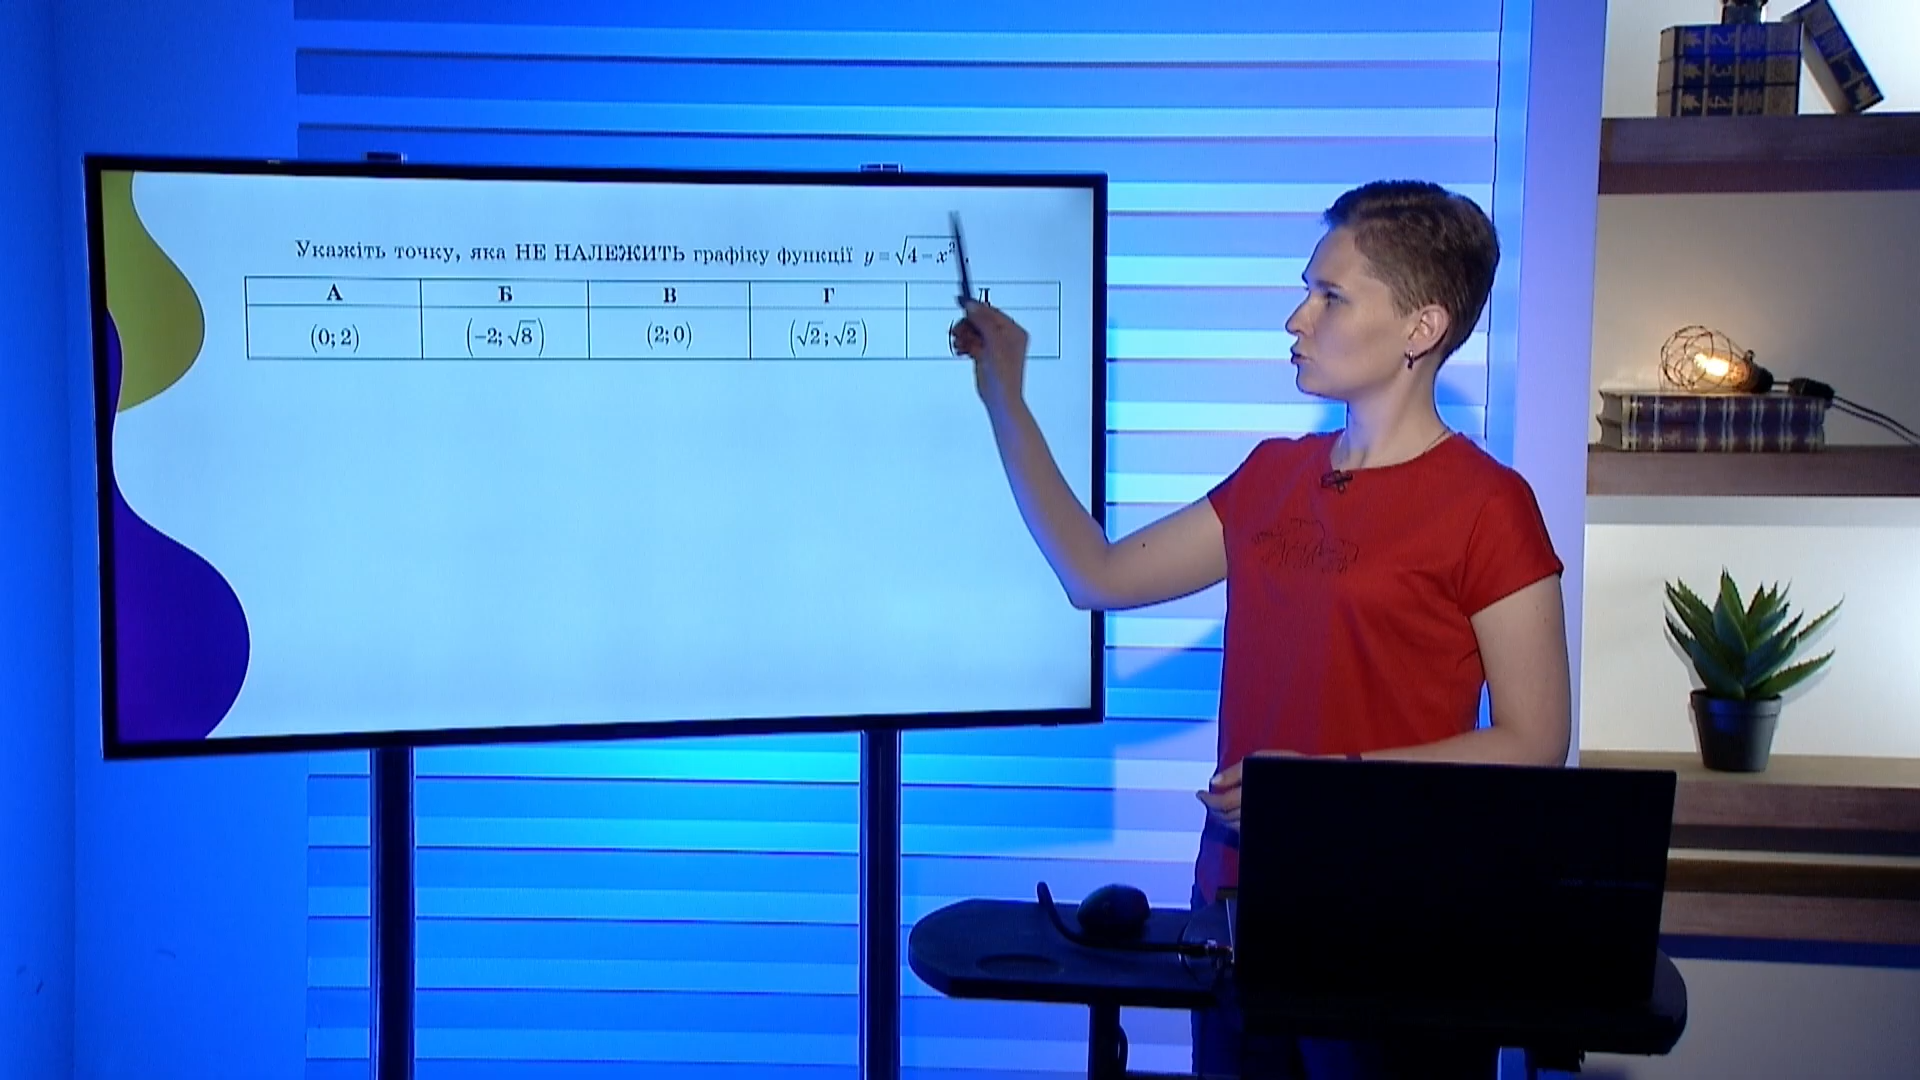 Укажіть точку, яка НЕ НАЛЕЖИТЬ графіку функції y = √4 − x².
А Б В Г Д
(0; 2) (−2; √8) (2; 0) (√2; √2) (